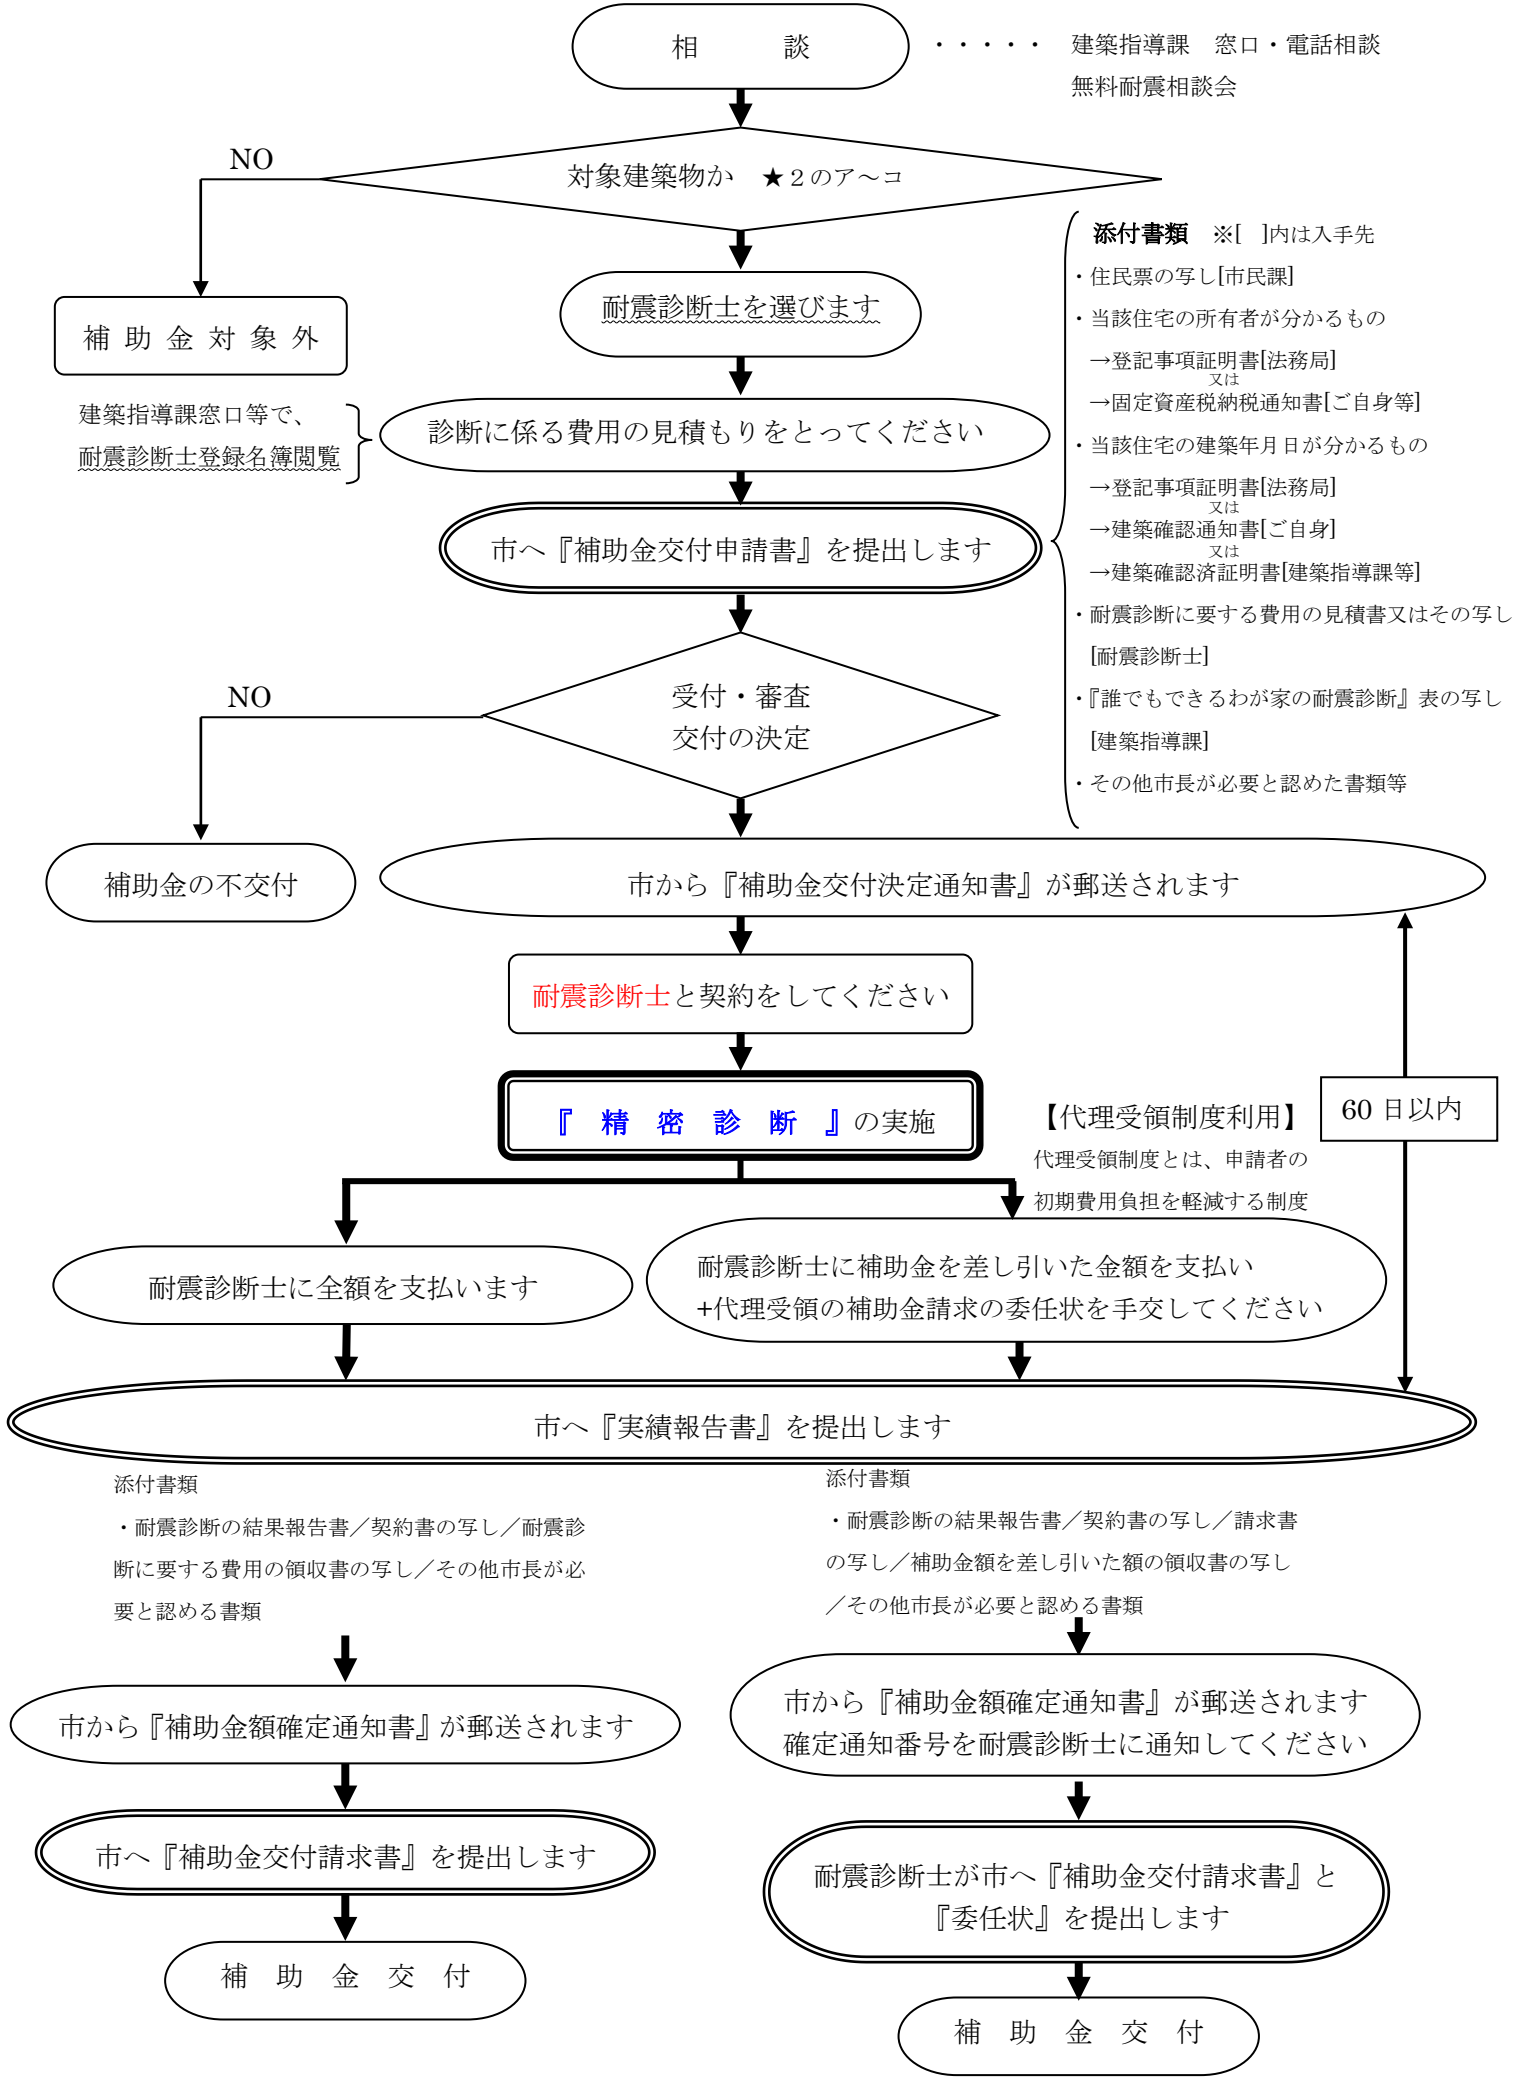 相　　　談
・・・・・　建築指導課　窓口・電話相談
無料耐震相談会
NO
対象建築物か　★２のア～コ
補 助 金 対 象 外
耐震診断士を選びます
建築指導課窓口等で、
耐震診断士登録名簿閲覧
診断に係る費用の見積もりをとってください
市へ『補助金交付申請書』を提出します
添付書類　※[　]内は入手先
・住民票の写し[市民課]
・当該住宅の所有者が分かるもの
→登記事項証明書[法務局]
又は
→固定資産税納税通知書[ご自身等]
・当該住宅の建築年月日が分かるもの
→登記事項証明書[法務局]
又は
→建築確認通知書[ご自身]
又は
→建築確認済証明書[建築指導課等]
・耐震診断に要する費用の見積書又はその写し
[耐震診断士]
・『誰でもできるわが家の耐震診断』表の写し
[建築指導課]
・その他市長が必要と認めた書類等
NO
受付・審査
交付の決定
補助金の不交付
市から『補助金交付決定通知書』が郵送されます
耐震診断士と契約をしてください
『　精　密　診　断　』の実施
60 日以内
【代理受領制度利用】
代理受領制度とは、申請者の
初期費用負担を軽減する制度
耐震診断士に全額を支払います
耐震診断士に補助金を差し引いた金額を支払い
+代理受領の補助金請求の委任状を手交してください
市へ『実績報告書』を提出します
添付書類
・耐震診断の結果報告書／契約書の写し／耐震診
断に要する費用の領収書の写し／その他市長が必
要と認める書類
市から『補助金額確定通知書』が郵送されます
市へ『補助金交付請求書』を提出します
補　助　金　交　付
添付書類
・耐震診断の結果報告書／契約書の写し／請求書
の写し／補助金額を差し引いた額の領収書の写し
／その他市長が必要と認める書類
市から『補助金額確定通知書』が郵送されます
確定通知番号を耐震診断士に通知してください
耐震診断士が市へ『補助金交付請求書』と
『委任状』を提出します
補　助　金　交　付